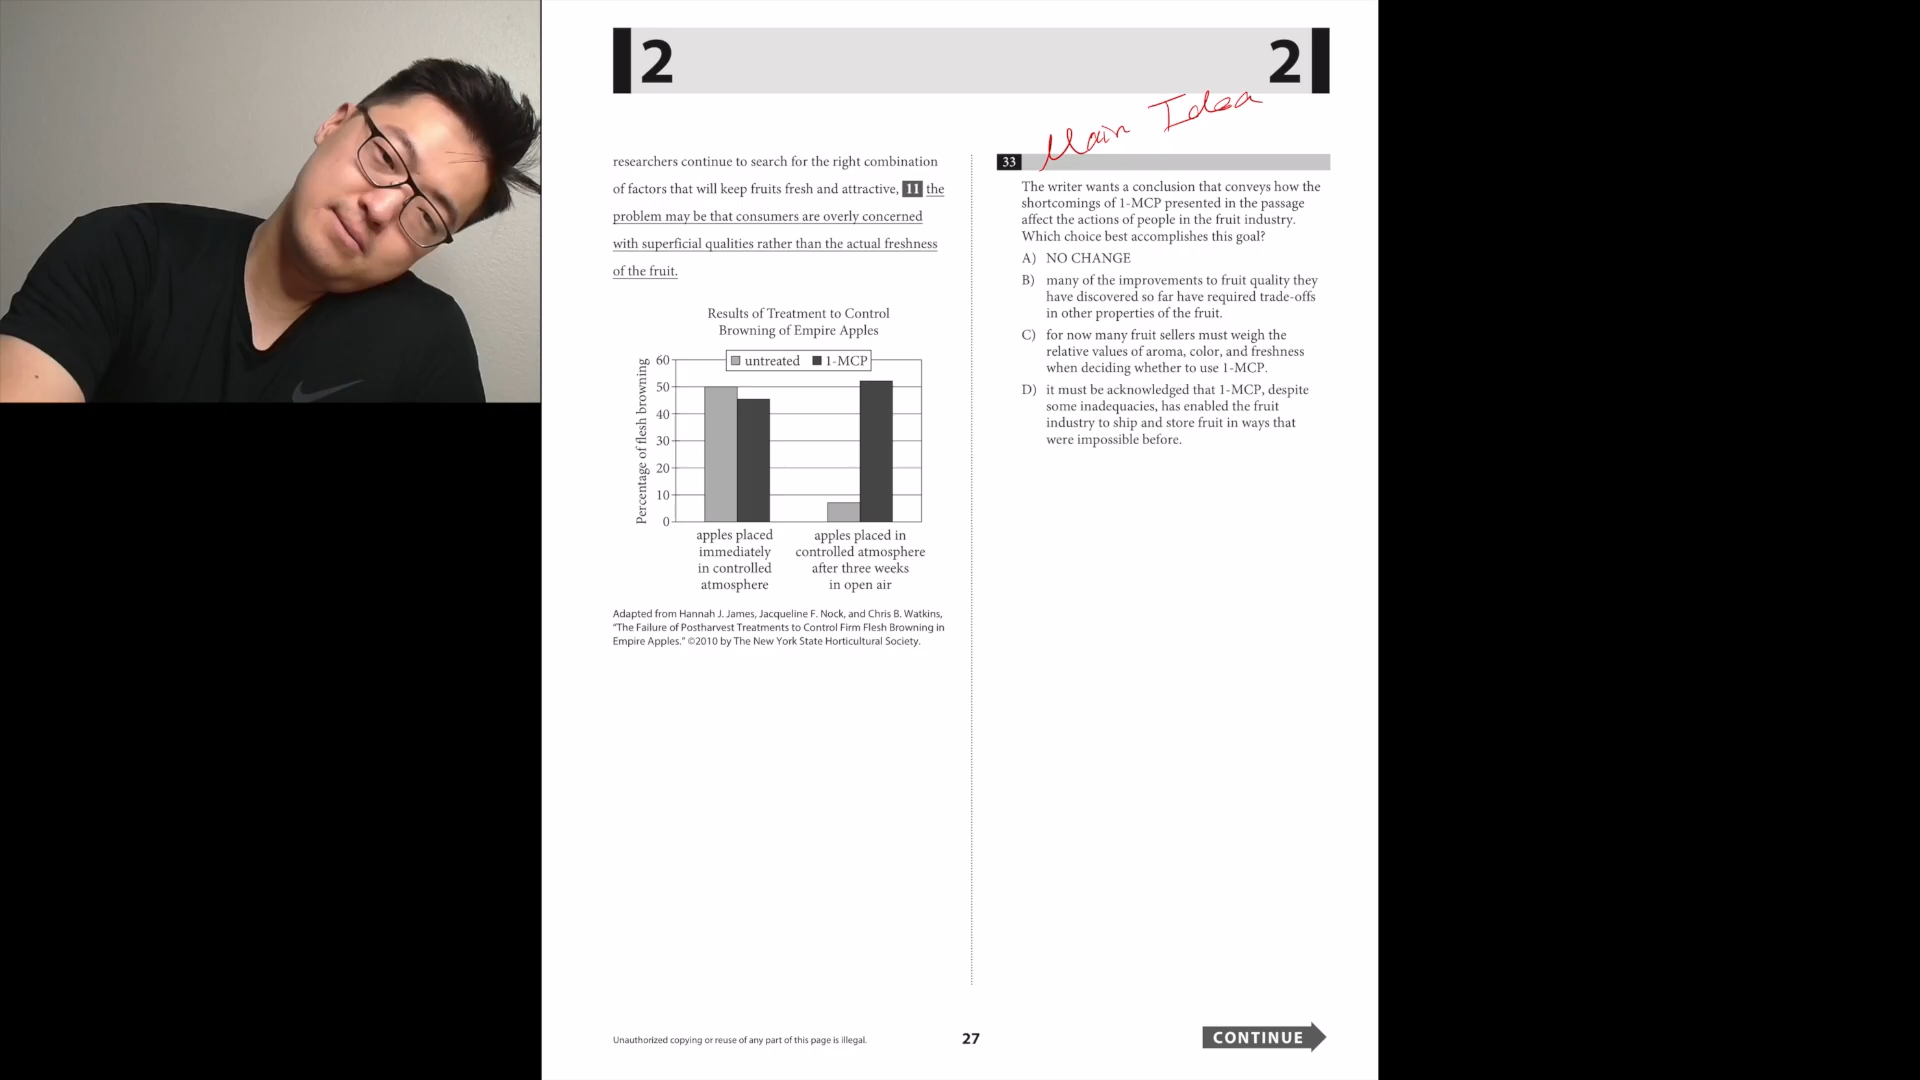 2
2
Main Idea
researchers continue to search for the right combination
of factors that will keep fruits fresh and attractive, 11 the
problem may be that consumers are overly concerned
with superficial qualities rather than the actual freshness
of the fruit.
Results of Treatment to Control
Browning of Empire Apples
untreated 1-MCP
Percentage of flesh browning
60
50
40
30
20
10
0
apples placed
immediately
in controlled
atmosphere
apples placed in
controlled atmosphere
after three weeks
in open air
Adapted from Hannah J. James, Jacqueline F. Nock, and Chris B. Watkins,
“The Failure of Postharvest Treatments to Control Firm Flesh Browning in
Empire Apples.” ©2010 by The New York State Horticultural Society.
33
The writer wants a conclusion that conveys how the
shortcomings of 1-MCP presented in the passage
affect the actions of people in the fruit industry.
Which choice best accomplishes this goal?
A) NO CHANGE
B) many of the improvements to fruit quality they
have discovered so far have required trade-offs
in other properties of the fruit.
C) for now many fruit sellers must weigh the
relative values of aroma, color, and freshness
when deciding whether to use 1-MCP.
D) it must be acknowledged that 1-MCP, despite
some inadequacies, has enabled the fruit
industry to ship and store fruit in ways that
were impossible before.
Unauthorized copying or reuse of any part of this page is illegal.
27
CONTINUE